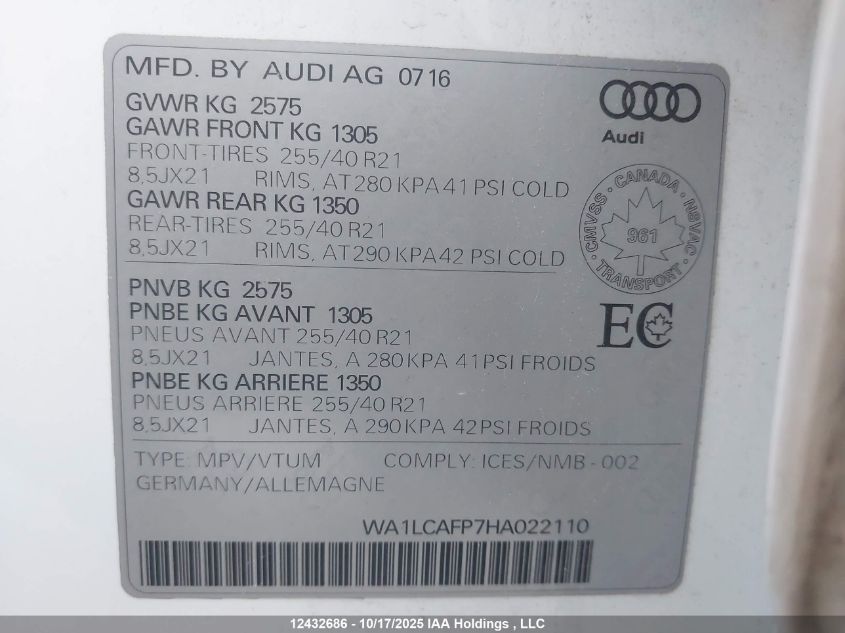 MFD. BY AUDI AG 0716
GVWR KG 2575
GAWR FRONT KG 1305
FRONT-TIRES 255/40 R21
8,5JX21 RIMS, AT 280 KPA 41 PSI COLD
GAWR REAR KG 1350
REAR-TIRES 255/40 R21
8,5JX21 RIMS, AT 290 KPA 42 PSI COLD
Audi
CANADA
CMVSS
NSVAC
961
TRANSPORT
PNVB KG 2575
PNBE KG AVANT 1305
PNEUS AVANT 255/40 R21
8,5JX21 JANTES, A 280 KPA 41 PSI FROIDS
PNBE KG ARRIERE 1350
PNEUS ARRIERE 255/40 R21
8,5JX21 JANTES, A 290 KPA 42 PSI FROIDS
EC
TYPE: MPV/VTUM COMPLY: ICES/NMB-002
GERMANY/ALLEMAGNE
WA1LCAFP7HA022110
12432686 - 10/17/2025 IAA Holdings , LLC